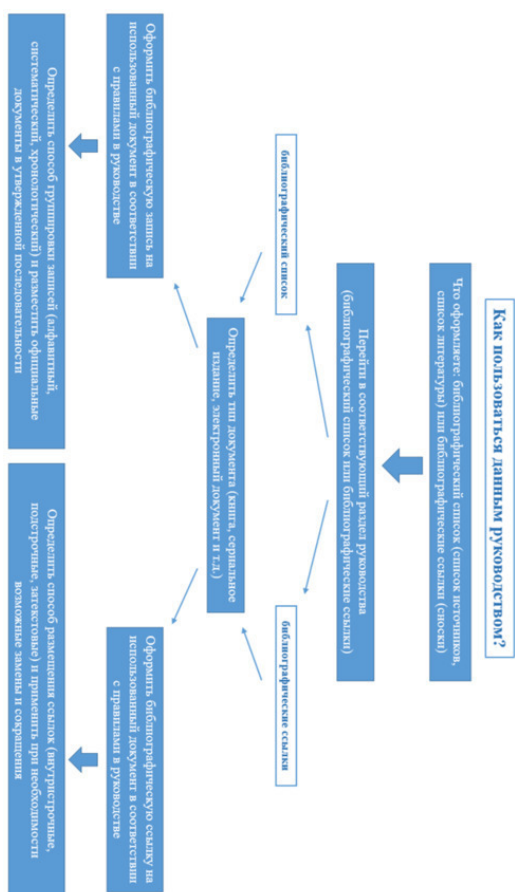 Как пользоваться данным руководством?
Что оформляете: библиографический список (список источников,
список литературы) или библиографические ссылки (сноски)
Перейти в соответствующий раздел руководства
(библиографический список или библиографические ссылки)
библиографический список
библиографические ссылки
Определить тип документа (книга, сериальное
издание, электронный документ и т.д.)
Оформить библиографическую запись на
использованный документ в соответствии
с правилами в руководстве
Оформить библиографическую ссылку на
использованный документ в соответствии
с правилами в руководстве
Определить способ группировки записей (алфавитный,
систематический, хронологический) и разместить официальные
документы в утвержденной последовательности
Определить способ размещения ссылок (внутристрочные,
подстрочные, затекстовые) и применить при необходимости
возможные замены и сокращения